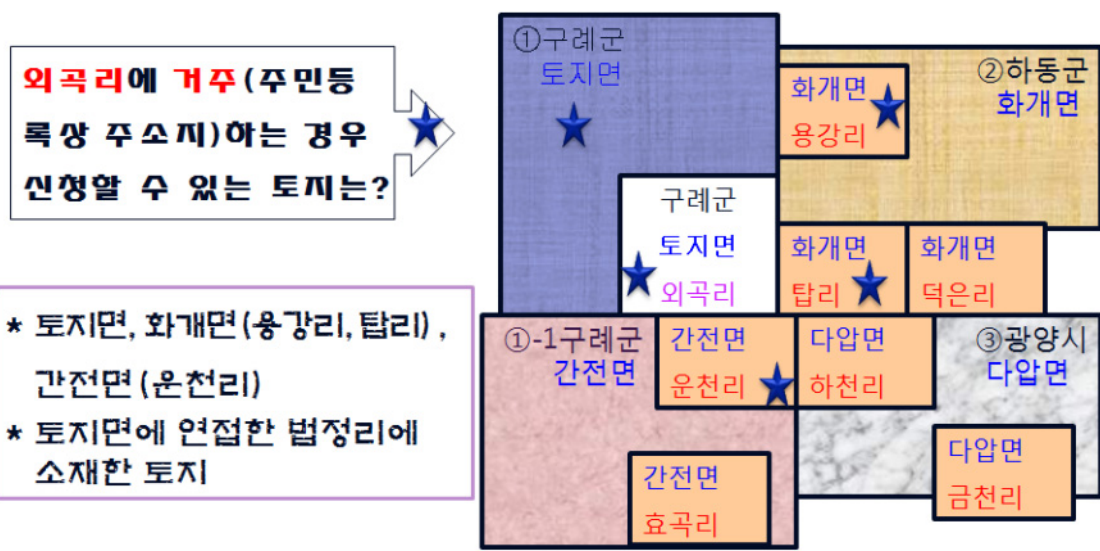 외곡리에 거주(주민등
록상 주소지)하는 경우
신청할 수 있는 토지는?
* 토지면, 화개면(용강리,탑리),
간전면(운천리)
* 토지면에 연접한 법정리에
소재한 토지
①구례군
토지면
②하동군
화개면
화개면
용강리
구례군
토지면
외곡리
화개면
탑리
화개면
덕은리
①-1구례군
간전면
간전면
운천리
다압면
하천리
③광양시
다압면
간전면
효곡리
다압면
금천리